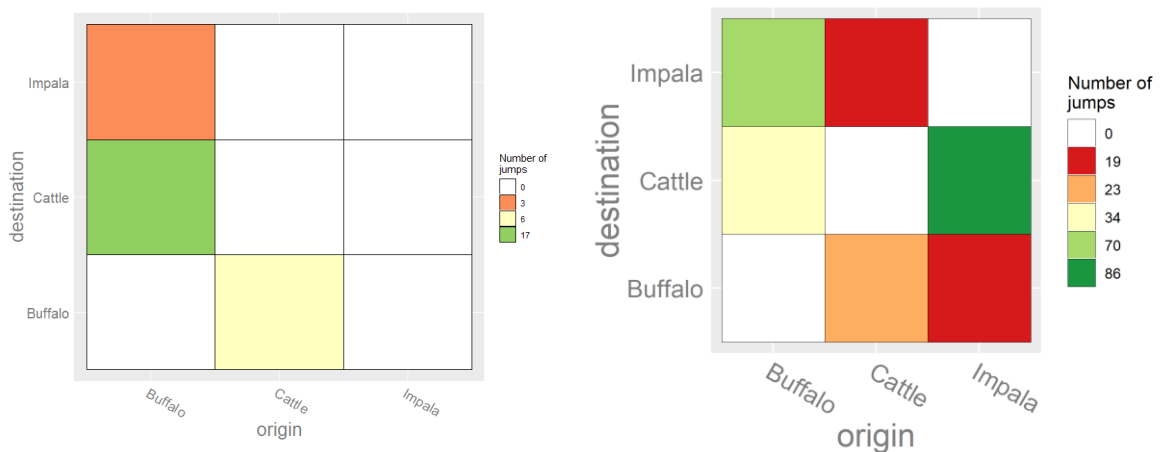 Impala
Cattle
Buffalo
destination
Buffalo
Cattle
Impala
origin
Number of
jumps
0
3
6
17
Impala
Cattle
Buffalo
destination
Buffalo
Cattle
Impala
origin
Number of
jumps
0
19
23
34
70
86